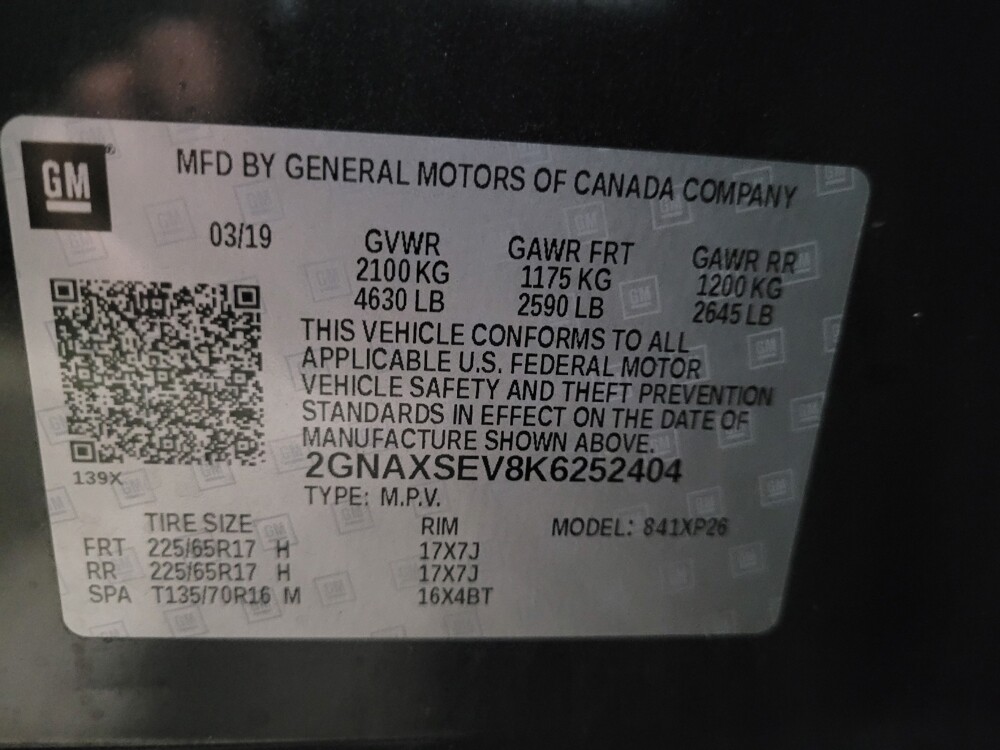 GM
MFD BY GENERAL MOTORS OF CANADA COMPANY
03/19 GVWR GAWR FRT GAWR RR
2100 KG 1175 KG 1200 KG
4630 LB 2590 LB 2645 LB
THIS VEHICLE CONFORMS TO ALL
APPLICABLE U.S. FEDERAL MOTOR
VEHICLE SAFETY AND THEFT PREVENTION
STANDARDS IN EFFECT ON THE DATE OF
MANUFACTURE SHOWN ABOVE.
139X 2GNAXSEV8K6252404
TYPE: M.P.V.
TIRE SIZE RIM MODEL: 841XP26
FRT 225/65R17 H 17X7J
RR 225/65R17 H 17X7J
SPA T135/70R16 M 16X4BT